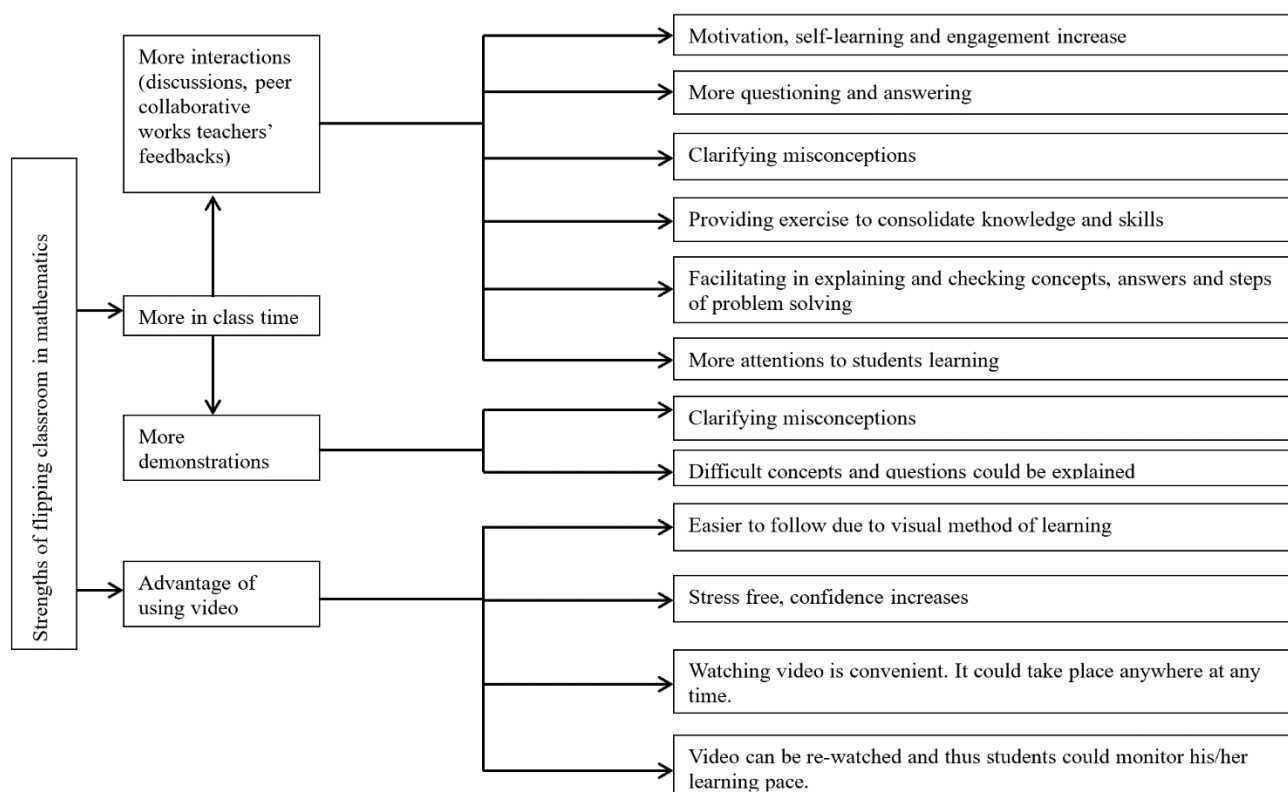 Strengths of flipping classroom in mathematics
More interactions
(discussions, peer
collaborative
works teachers’
feedbacks)
More in class time
More
demonstrations
Advantage of
using video
Motivation, self-learning and engagement increase
More questioning and answering
Clarifying misconceptions
Providing exercise to consolidate knowledge and skills
Facilitating in explaining and checking concepts, answers and steps
of problem solving
More attentions to students learning
Clarifying misconceptions
Difficult concepts and questions could be explained
Easier to follow due to visual method of learning
Stress free, confidence increases
Watching video is convenient. It could take place anywhere at any
time.
Video can be re-watched and thus students could monitor his/her
learning pace.